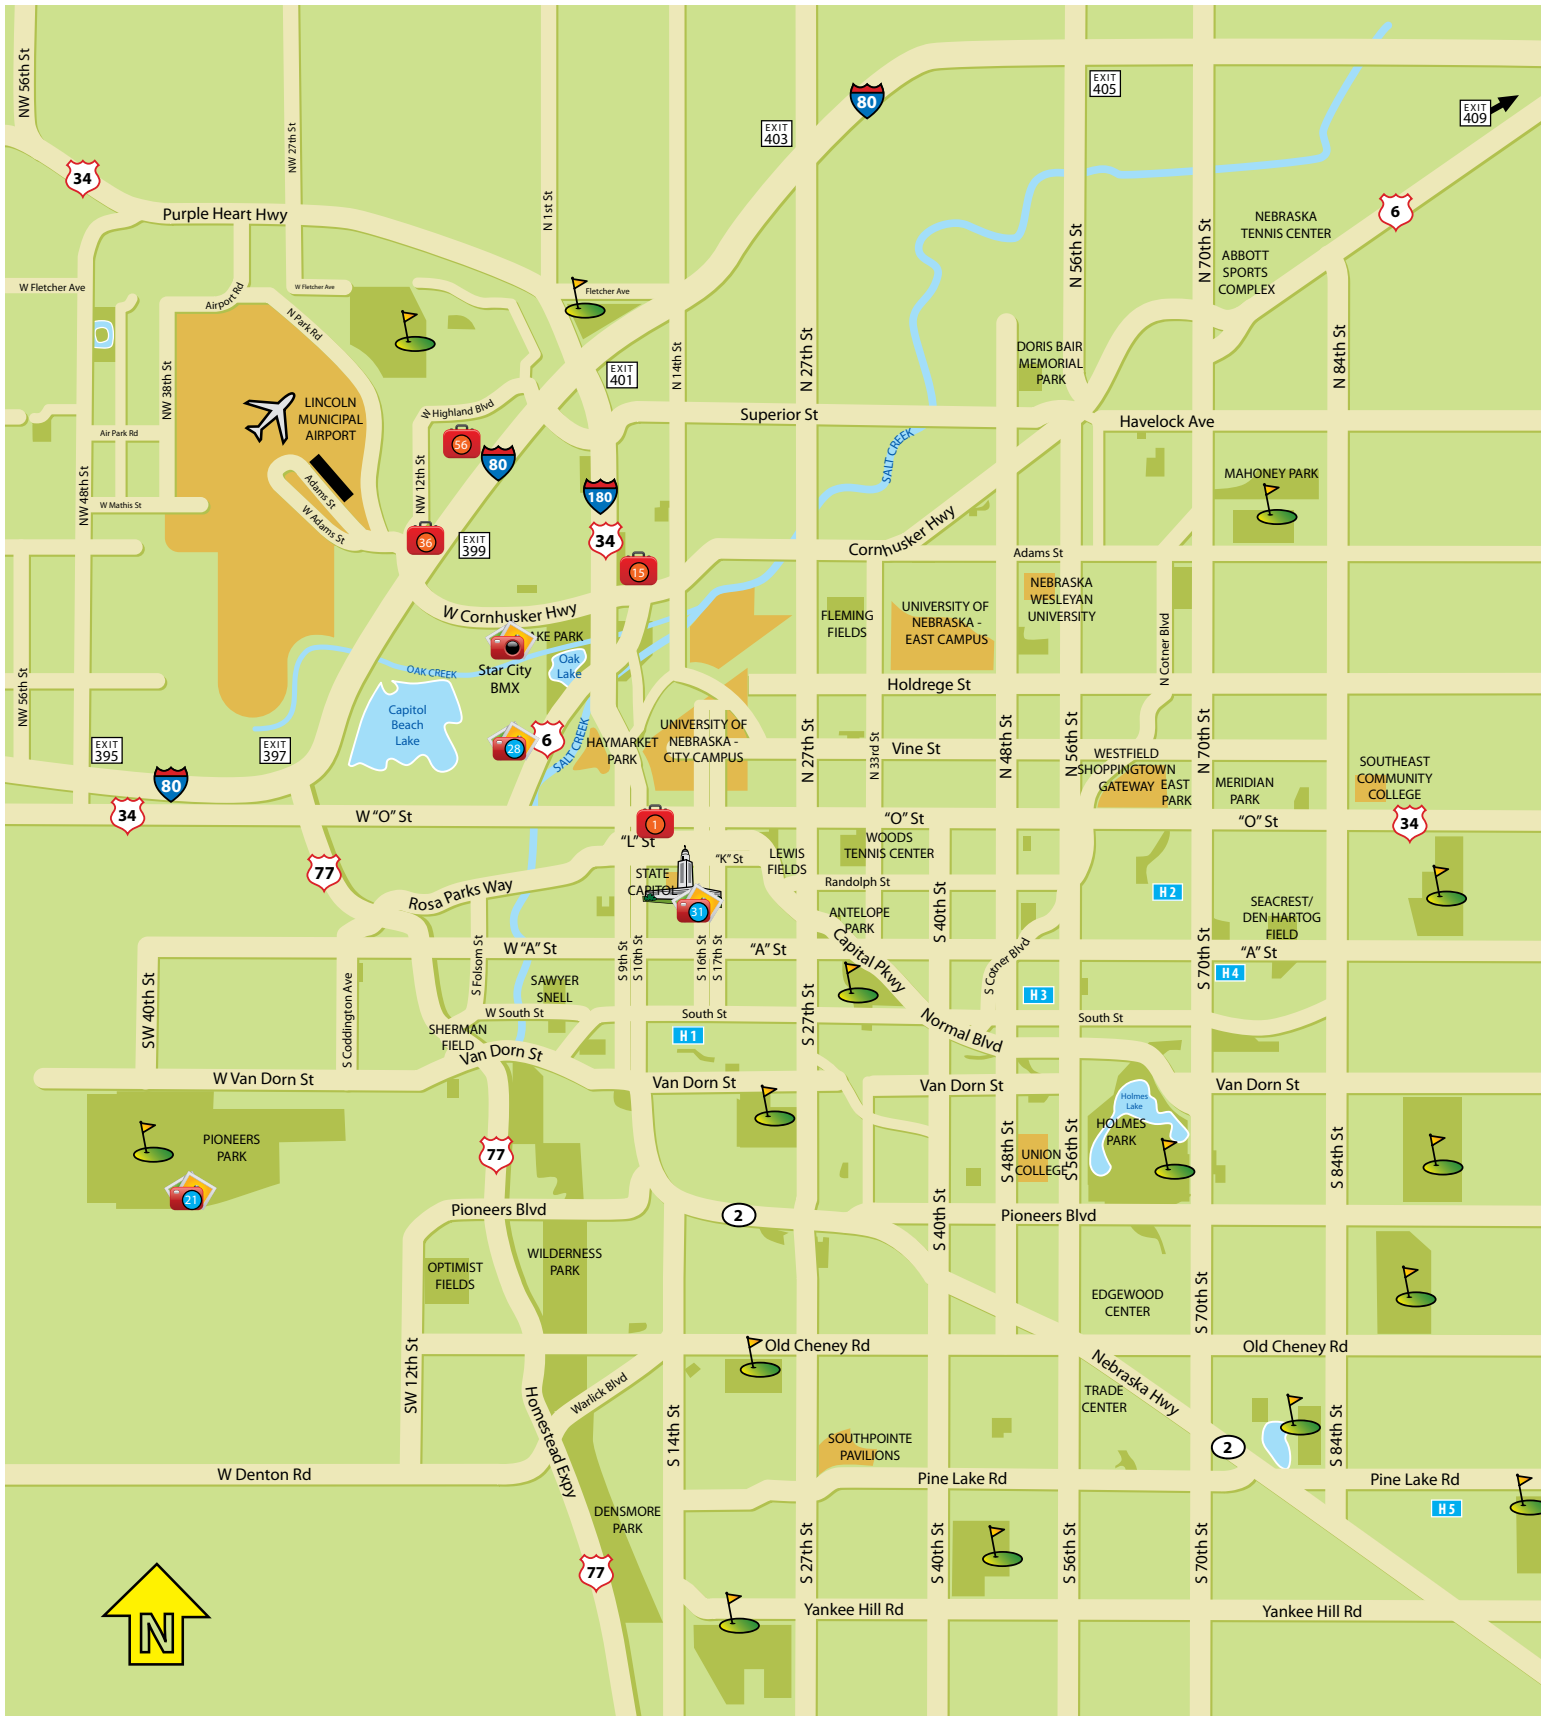 NW 56th St
34
NW 27th St
Purple Heart Hwy
N 1st St
80
EXIT
403
EXIT
405
EXIT
409
6
NEBRASKA
TENNIS CENTER
ABBOTT
SPORTS
COMPLEX
N 56th St
N 70th St
W Fletcher Ave
Airport Rd
W Fletcher Ave
N Park Rd
Fletcher Ave
EXIT
401
N 14th St
N 27th St
DORIS BAIR
MEMORIAL
PARK
N 84th St
NW 38th St
LINCOLN
MUNICIPAL
AIRPORT
W Highland Blvd
56
80
Superior St
Havelock Ave
Air Park Rd
NW 48th St
W Mathis St
Adams St
W Adams St
NW 12th St
36
EXIT
399
180
34
15
SALT CREEK
MAHONEY PARK
Cornhusker Hwy
Adams St
W Cornhusker Hwy
AKE PARK
Star City
BMX
Oak
Lake
OAK CREEK
FLEMING
FIELDS
UNIVERSITY OF
NEBRASKA -
EAST CAMPUS
NEBRASKA
WESLEYAN
UNIVERSITY
N Cotner Blvd
Holdrege St
NW 56th St
Capitol
Beach
Lake
28
6
SALT CREEK
HAYMARKET
PARK
UNIVERSITY OF
NEBRASKA -
CITY CAMPUS
N 27th St
N 33rd St
Vine St
N 48th St
N 56th St
N 70th St
WESTFIELD
SHOPPINGTOWN
GATEWAY
EAST
PARK
MERIDIAN
PARK
SOUTHEAST
COMMUNITY
COLLEGE
EXIT
395
80
EXIT
397
34
W "O" St
1
"O" St
"O" St
34
77
"L" St
"K" St
STATE
CAPITOL
31
LEWIS
FIELDS
WOODS
TENNIS CENTER
Randolph St
Rosa Parks Way
ANTELOPE
PARK
S 40th St
H 2
SEACREST/
DEN HARTOG
FIELD
W "A" St
"A" St
"A" St
SW 40th St
S Coddington Ave
S Folsom St
SAWYER
SNELL
S 9th St
S 10th St
S 16th St
S 17th St
Capital Pkwy
S Cotner Blvd
H 3
S 70th St
H 4
W South St
South St
South St
SHERMAN
FIELD
H 1
S 27th St
Normal Blvd
Van Dorn St
W Van Dorn St
Van Dorn St
Van Dorn St
Van Dorn St
Holmes
Lake
HOLMES
PARK
PIONEERS
PARK
21
77
UNION
COLLEGE
S 48th St
S 56th St
S 84th St
Pioneers Blvd
2
S 40th St
Pioneers Blvd
OPTIMIST
FIELDS
WILDERNESS
PARK
EDGEWOOD
CENTER
S 70th St
Old Cheney Rd
Old Cheney Rd
SW 12th St
Homestead Expy
Warlick Blvd
Nebraska Hwy
TRADE
CENTER
S 14th St
SOUTHPOINTE
PAVILIONS
2
S 84th St
W Denton Rd
Pine Lake Rd
Pine Lake Rd
H 5
DENSMORE
PARK
77
S 27th St
S 40th St
S 56th St
S 70th St
Yankee Hill Rd
Yankee Hill Rd
N